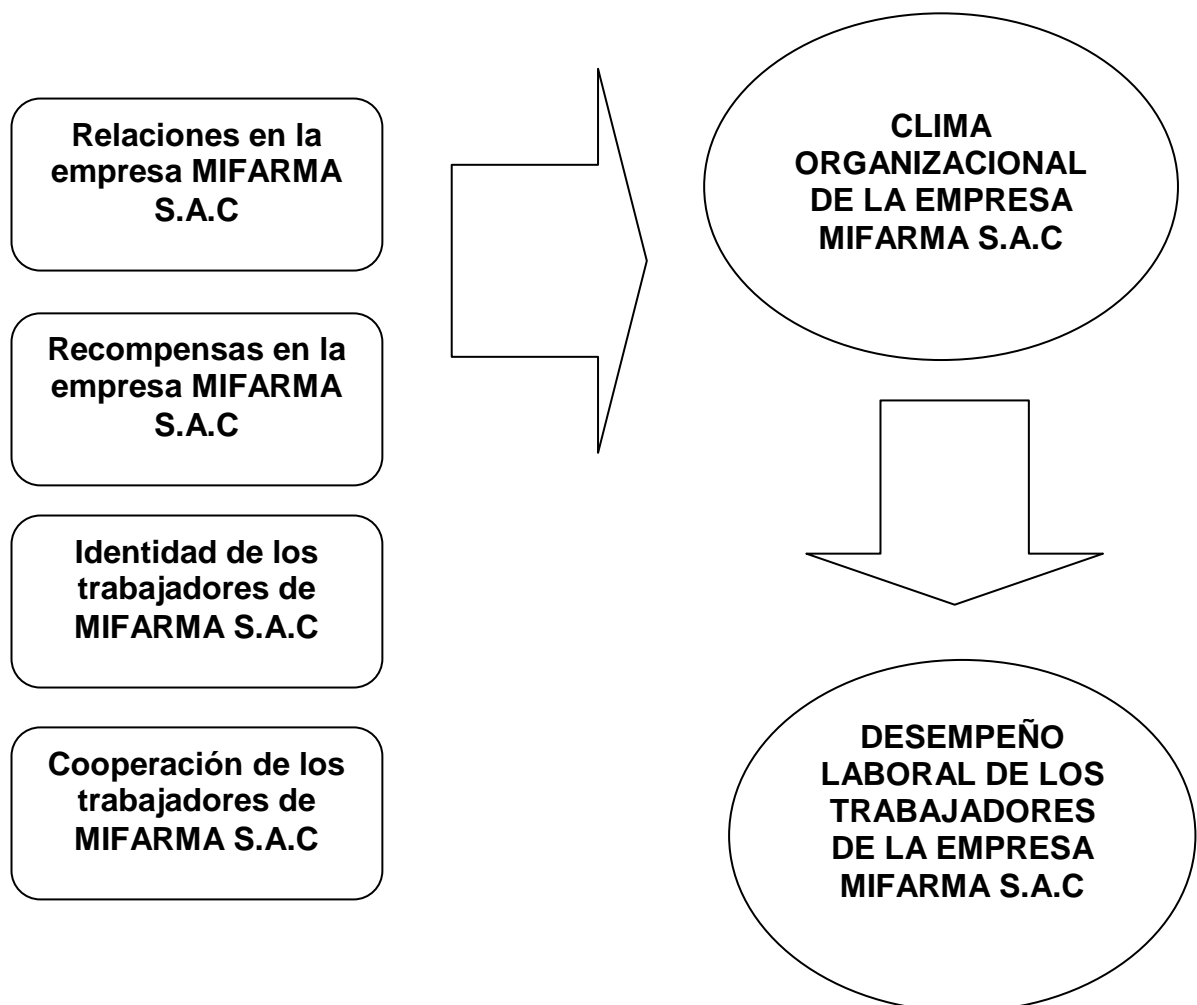 Relaciones en la
empresa MIFARMA
S.A.C
Recompensas en la
empresa MIFARMA
S.A.C
Identidad de los
trabajadores de
MIFARMA S.A.C
Cooperación de los
trabajadores de
MIFARMA S.A.C
CLIMA
ORGANIZACIONAL
DE LA EMPRESA
MIFARMA S.A.C
DESEMPEÑO
LABORAL DE LOS
TRABAJADORES
DE LA EMPRESA
MIFARMA S.A.C